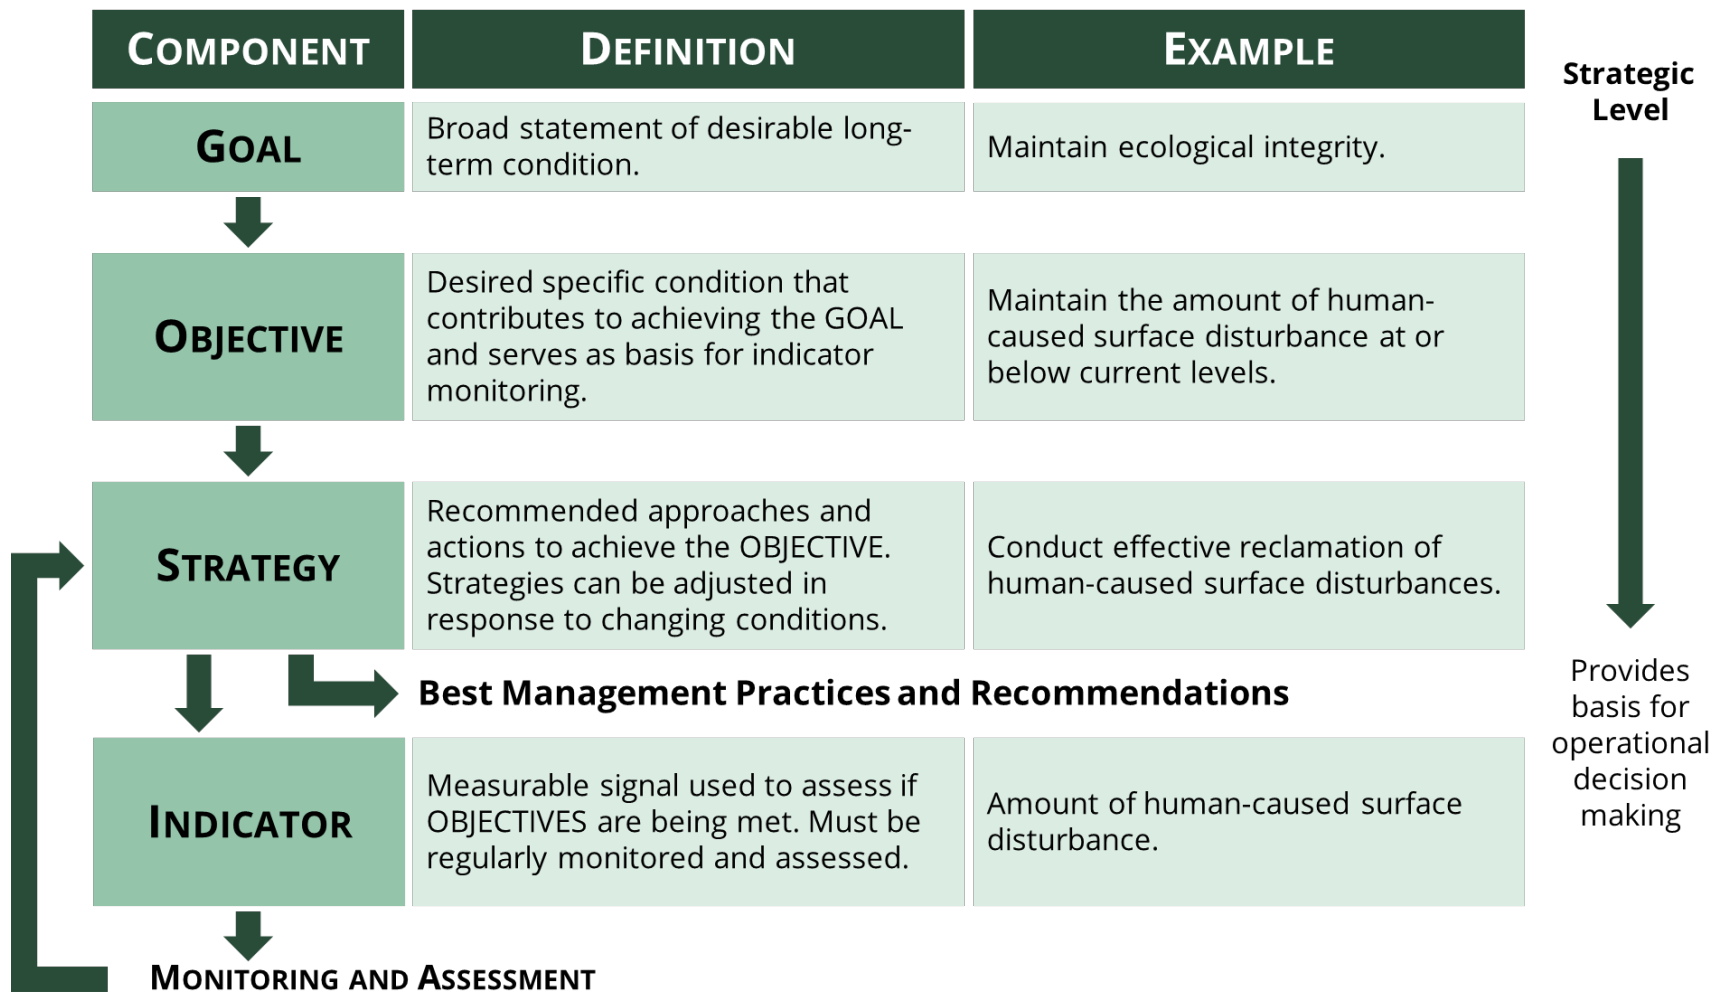 COMPONENT
DEFINITION
EXAMPLE
Strategic
Level
GOAL
Broad statement of desirable long-
term condition.
Maintain ecological integrity.
OBJECTIVE
Desired specific condition that
contributes to achieving the GOAL
and serves as basis for indicator
monitoring.
Maintain the amount of human-
caused surface disturbance at or
below current levels.
STRATEGY
Recommended approaches and
actions to achieve the OBJECTIVE.
Strategies can be adjusted in
response to changing conditions.
Conduct effective reclamation of
human-caused surface disturbances.
Best Management Practices and Recommendations
Provides
basis for
operational
decision
making
INDICATOR
Measurable signal used to assess if
OBJECTIVES are being met. Must be
regularly monitored and assessed.
Amount of human-caused surface
disturbance.
MONITORING AND ASSESSMENT